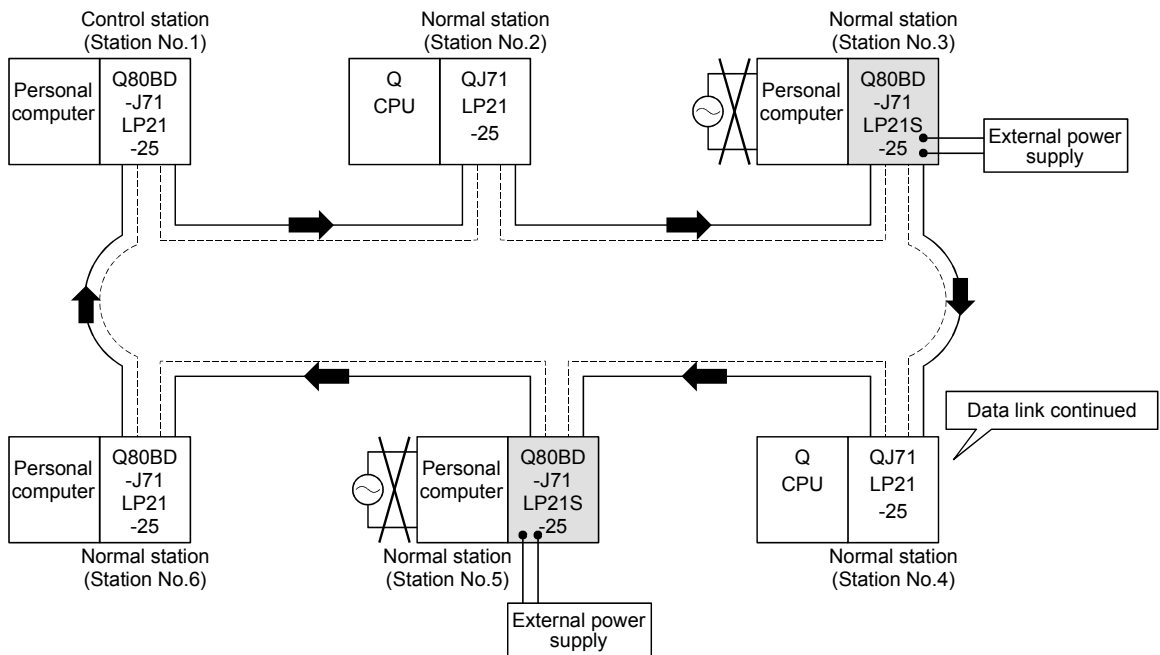 Control station
(Station No.1)
Personal
computer
Q80BD
-J71
LP21
-25
Normal station
(Station No.2)
Q
CPU
QJ71
LP21
-25
Normal station
(Station No.3)
Personal
computer
Q80BD
-J71
LP21S
-25
External power
supply
Personal
computer
Q80BD
-J71
LP21
-25
Normal station
(Station No.6)
Personal
computer
Q80BD
-J71
LP21S
-25
Normal station
(Station No.5)
External power
supply
Data link continued
Q
CPU
QJ71
LP21
-25
Normal station
(Station No.4)